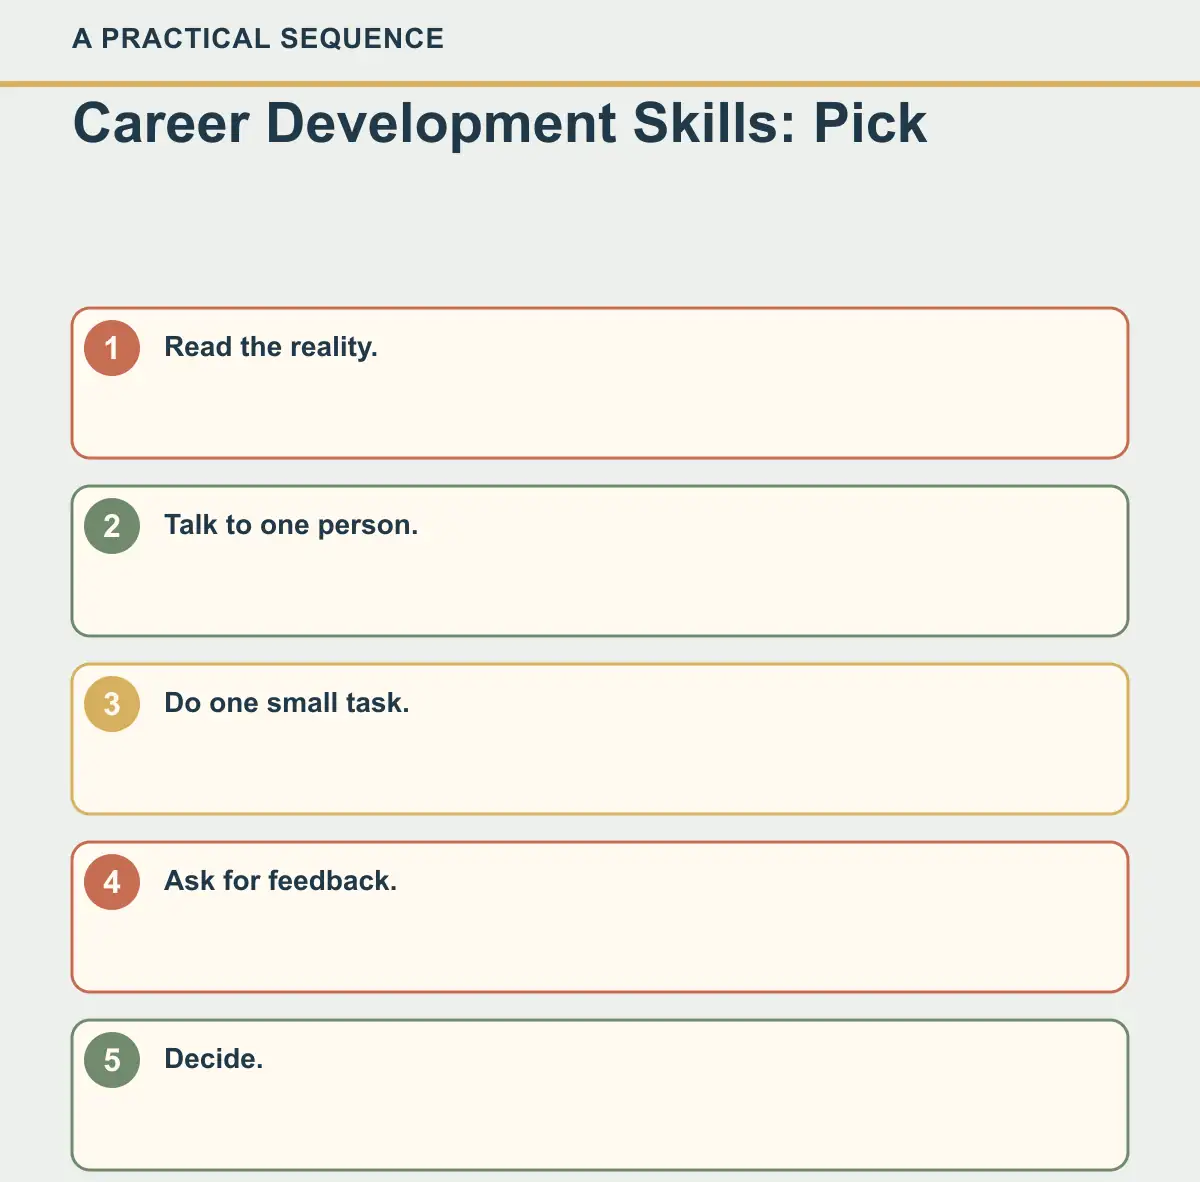 A PRACTICAL SEQUENCE
Career Development Skills: Pick
1 Read the reality.
2 Talk to one person.
3 Do one small task.
4 Ask for feedback.
5 Decide.